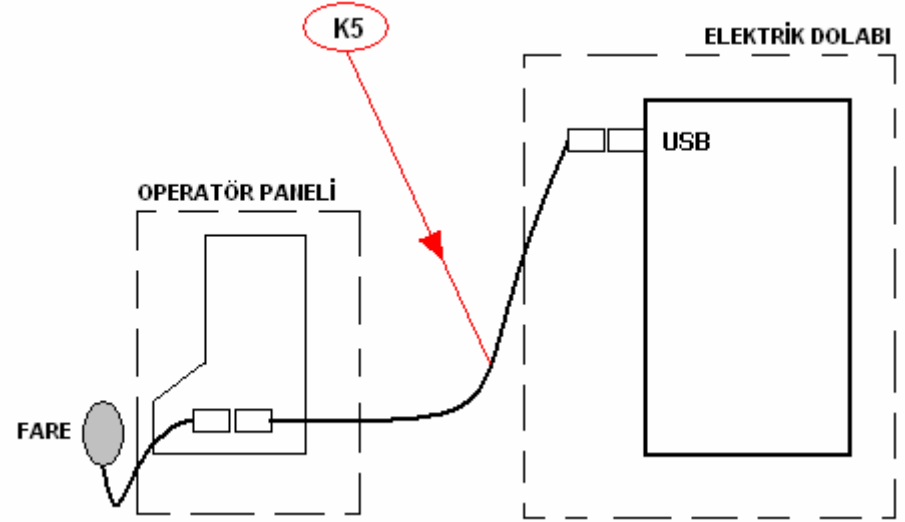 K5
ELEKTRİK DOLABI
USB
OPERATÖR PANELİ
FARE